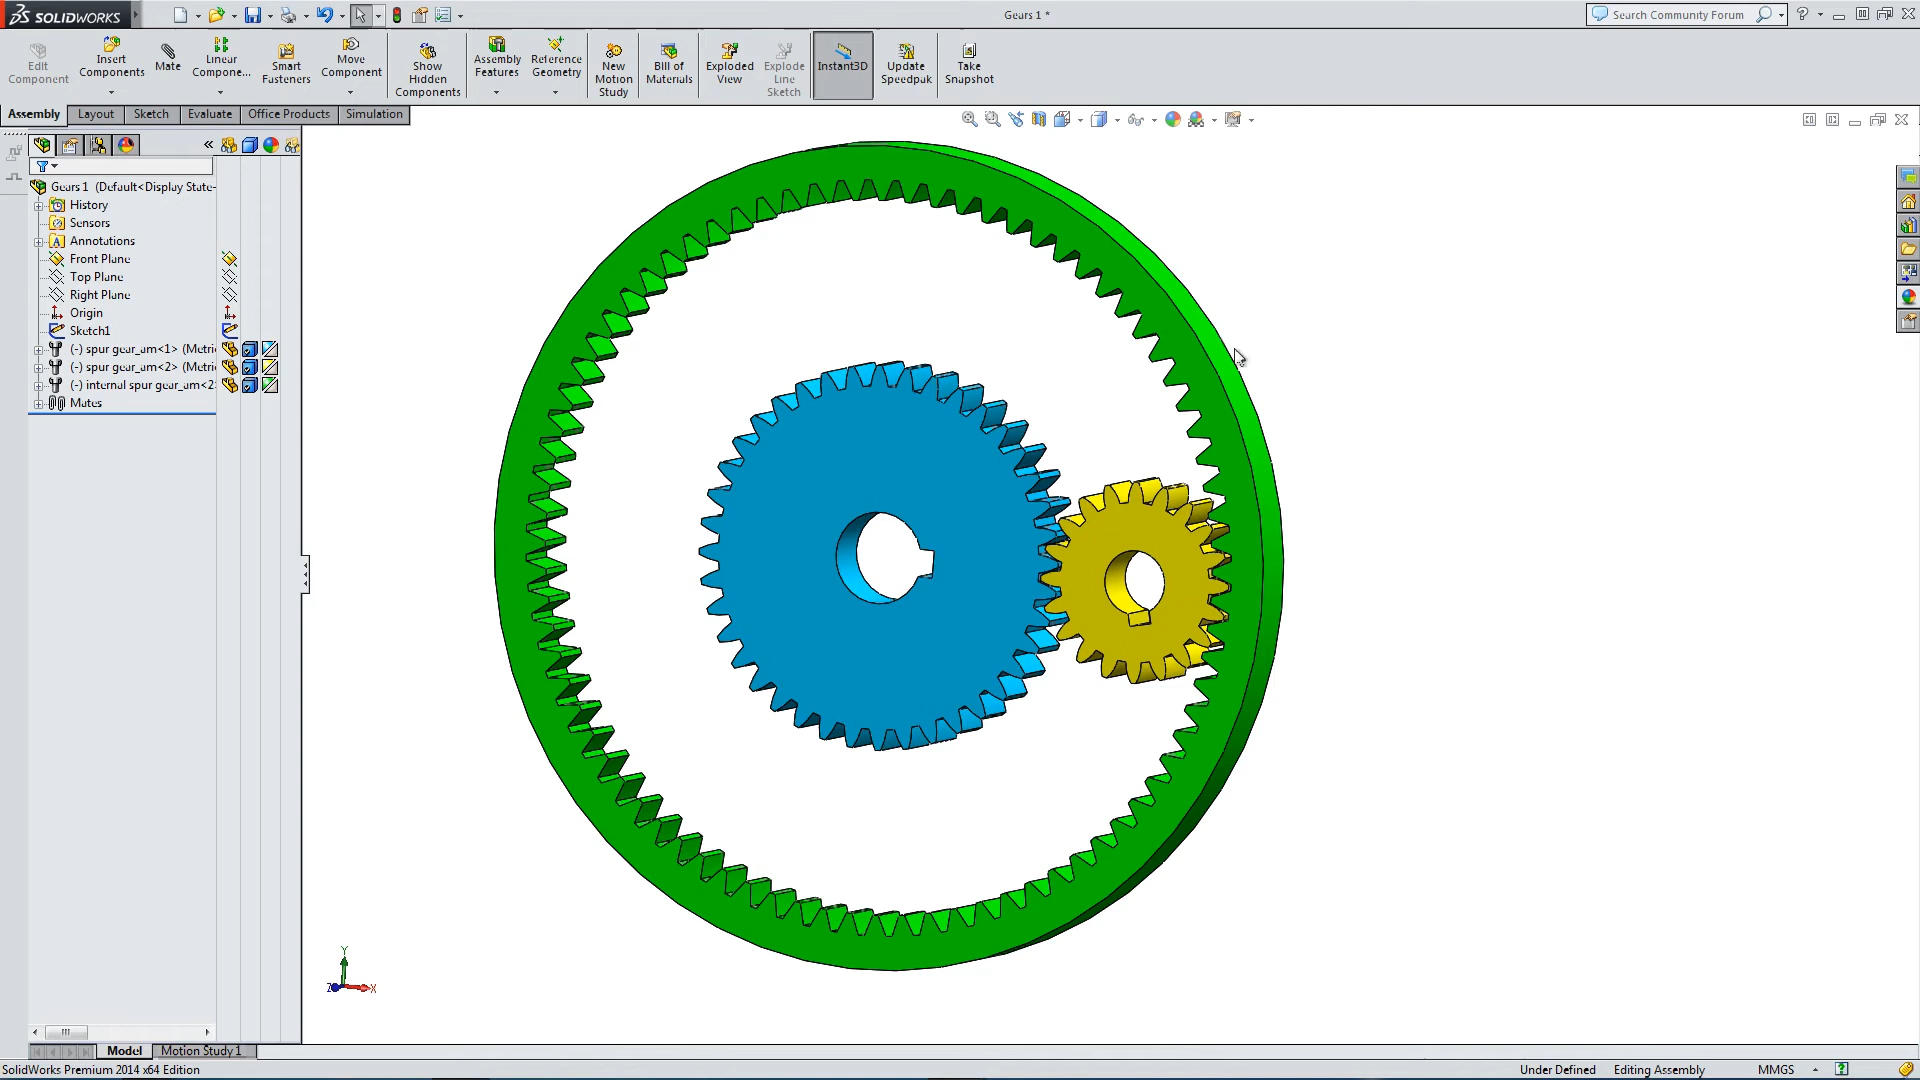 SOLIDWORKS
Gears 1 *
Search Community Forum
Edit Component
Insert Components
Mate
Linear Compone...
Smart Fasteners
Move Component
Show Hidden Components
Assembly Features
Reference Geometry
New Motion Study
Bill of Materials
Exploded View
Explode Line Sketch
Instant3D
Update Speedpak
Take Snapshot
Assembly Layout Sketch Evaluate Office Products Simulation
Gears 1 (Default<Display State-
History
Sensors
Annotations
Front Plane
Top Plane
Right Plane
Origin
Sketch1
(-) spur gear_am<1> (Metri
(-) spur gear_am<2> (Metri
(-) internal spur gear_am<2
Mates
Y
Z X
Model Motion Study 1
SolidWorks Premium 2014 x64 Edition Under Defined Editing Assembly MMGS